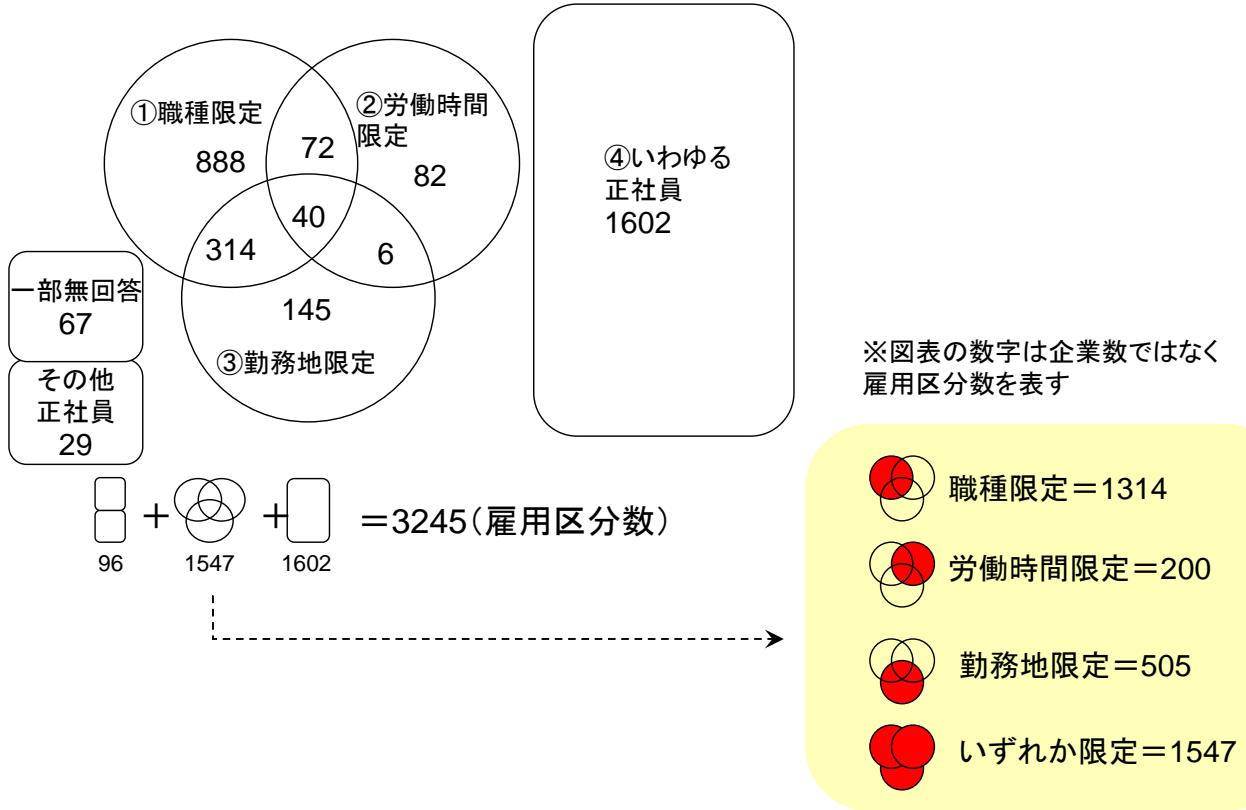 ①職種限定
888
72
②労働時間
限定
82
40
314
6
145
③勤務地限定
④いわゆる
正社員
1602
一部無回答
67
その他
正社員
29
※図表の数字は企業数ではなく
雇用区分数を表す
＋ ＋ ＝3245（雇用区分数）
96 1547 1602
職種限定＝1314
労働時間限定＝200
勤務地限定＝505
いずれか限定＝1547